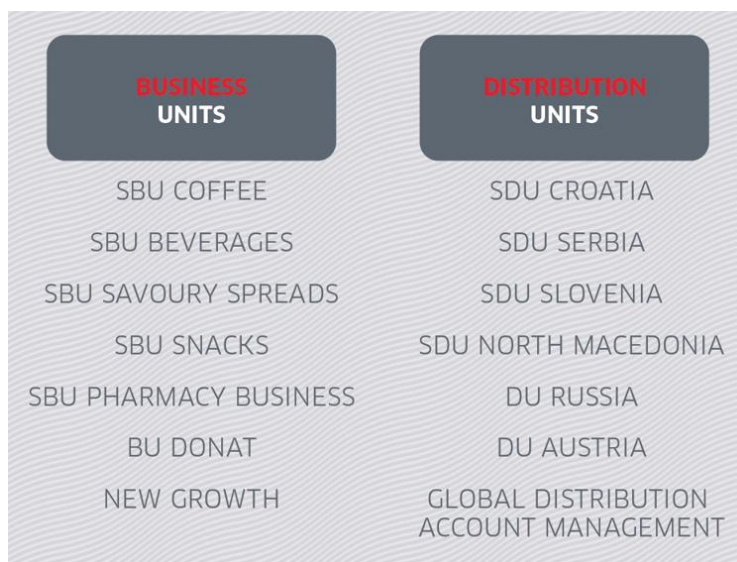 BUSINESS
UNITS
SBU COFFEE
SBU BEVERAGES
SBU SAVOURY SPREADS
SBU SNACKS
SBU PHARMACY BUSINESS
BU DONAT
NEW GROWTH
DISTRIBUTION
UNITS
SDU CROATIA
SDU SERBIA
SDU SLOVENIA
SDU NORTH MACEDONIA
DU RUSSIA
DU AUSTRIA
GLOBAL DISTRIBUTION
ACCOUNT MANAGEMENT